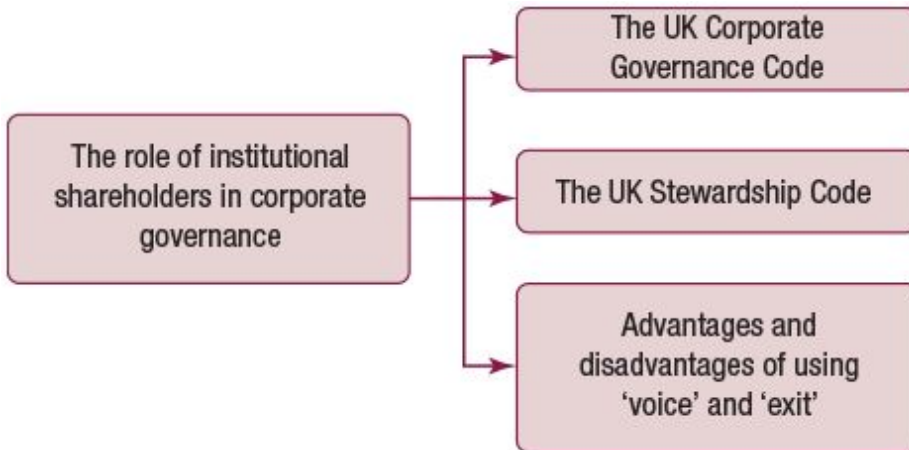 The role of institutional
shareholders in corporate
governance
The UK Corporate
Governance Code
The UK Stewardship Code
Advantages and
disadvantages of using
‘voice’ and ‘exit’